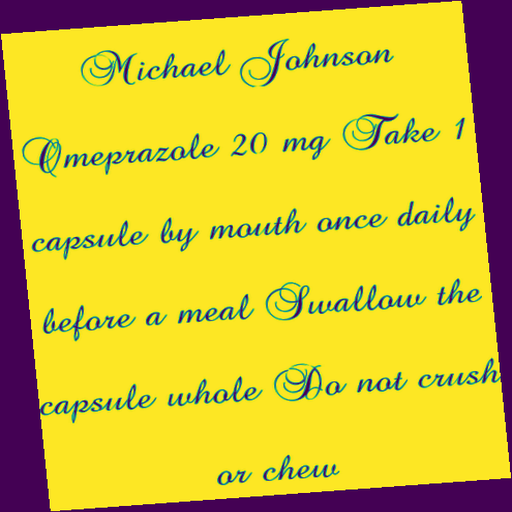 Michael Johnson
Omeprazole 20 mg Take 1
capsule by mouth once daily
before a meal Swallow the
capsule whole Do not crush
or chew